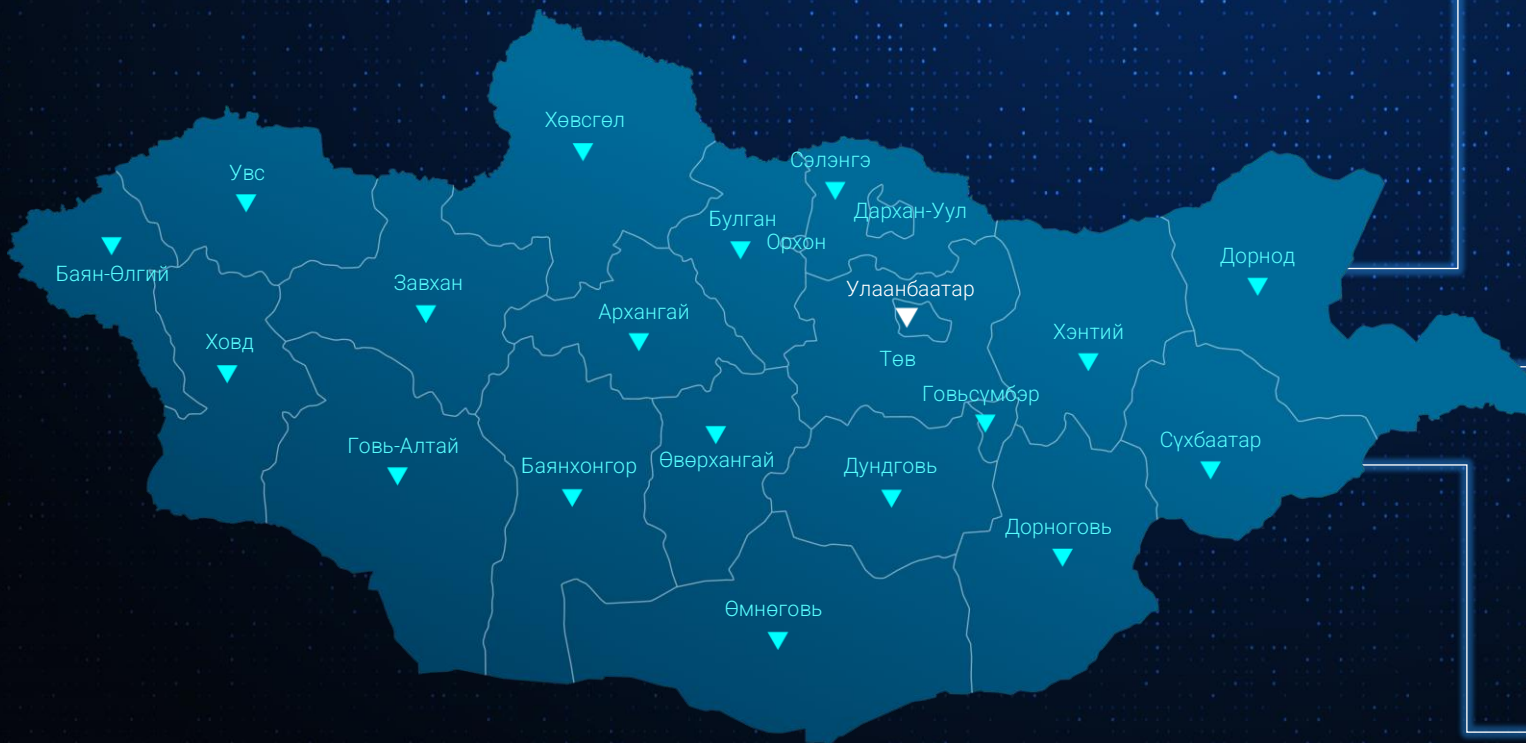 Хөвсгөл
Сэлэнгэ
Увс
Дархан-Уул
Булган
Орхон
Дорнод
Баян-Өлгий
Завхан
Улаанбаатар
Архангай
Хэнтий
Ховд
Төв
Говьсүмбэр
Сүхбаатар
Говь-Алтай
Өвөрхангай
Баянхонгор
Дундговь
Дорноговь
Өмнөговь